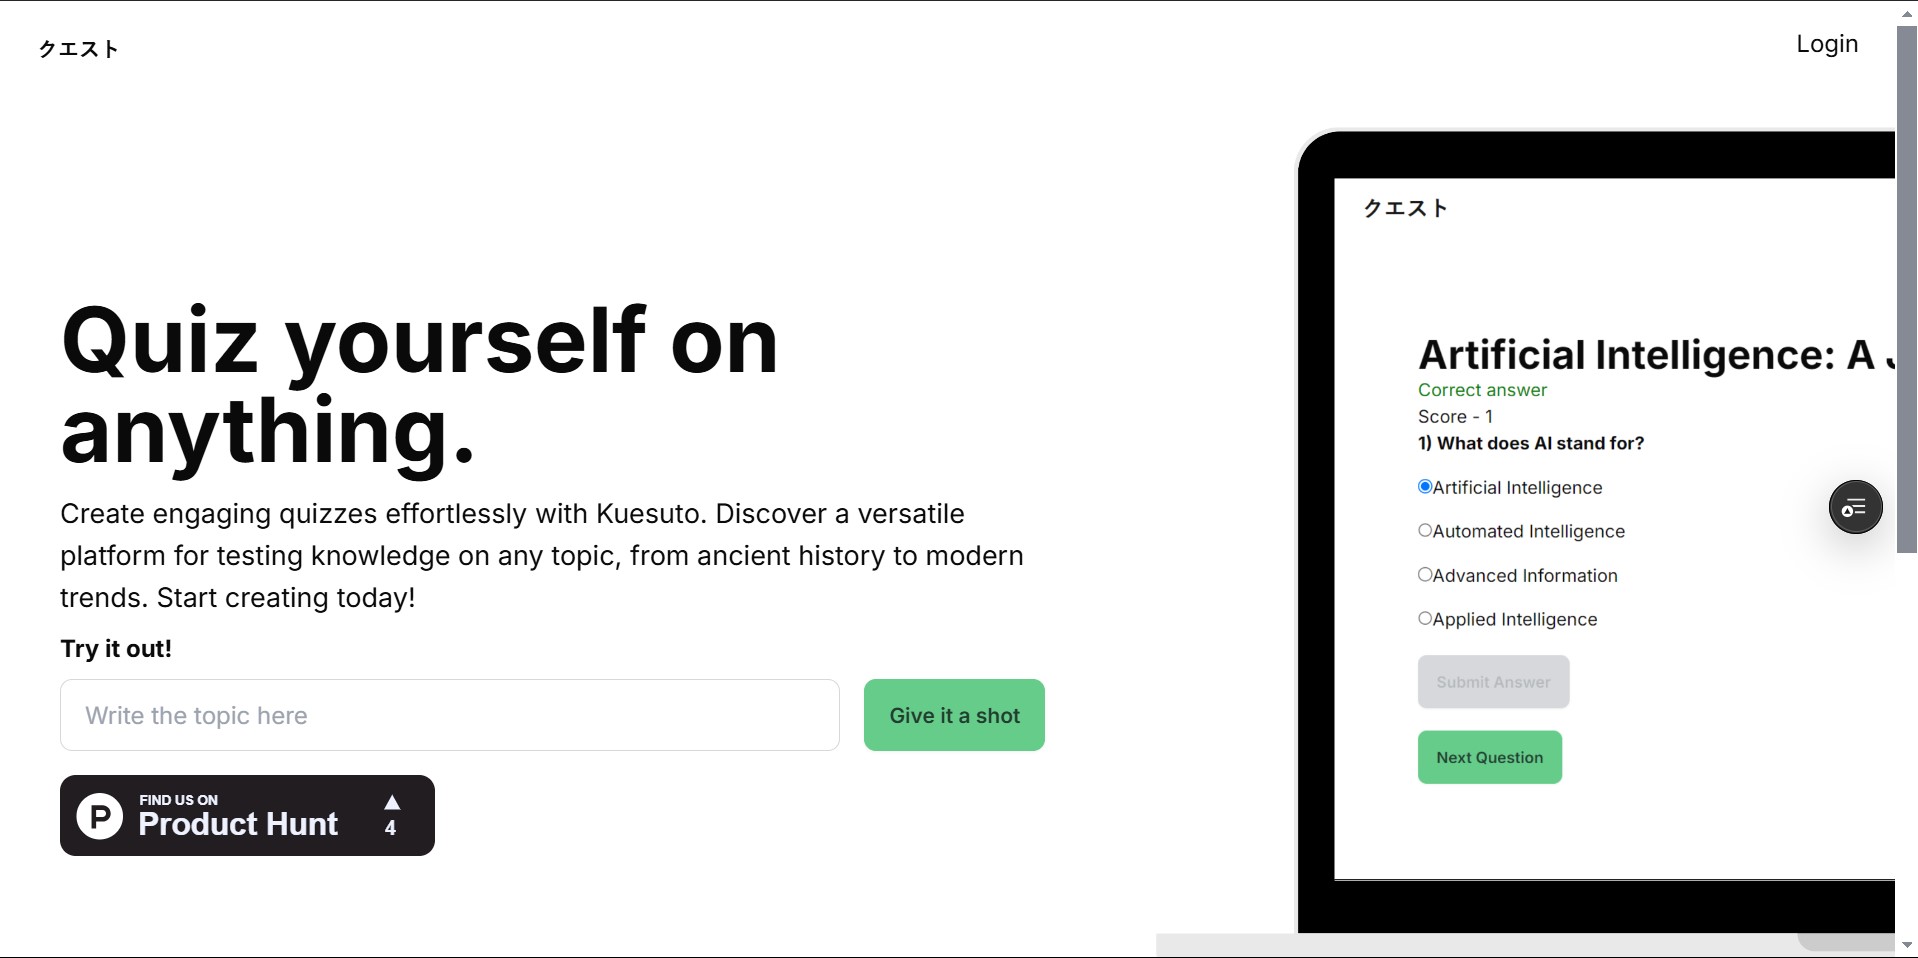 クエスト
Login
Quiz yourself on
anything.
Create engaging quizzes effortlessly with Kuesuto. Discover a versatile
platform for testing knowledge on any topic, from ancient history to modern
trends. Start creating today!
Try it out!
Write the topic here
Give it a shot
P
FIND US ON
Product Hunt
▲
4
クエスト
Artificial Intelligence: A
Correct answer
Score - 1
1) What does AI stand for?
Artificial Intelligence
Automated Intelligence
Advanced Information
Applied Intelligence
Submit Answer
Next Question